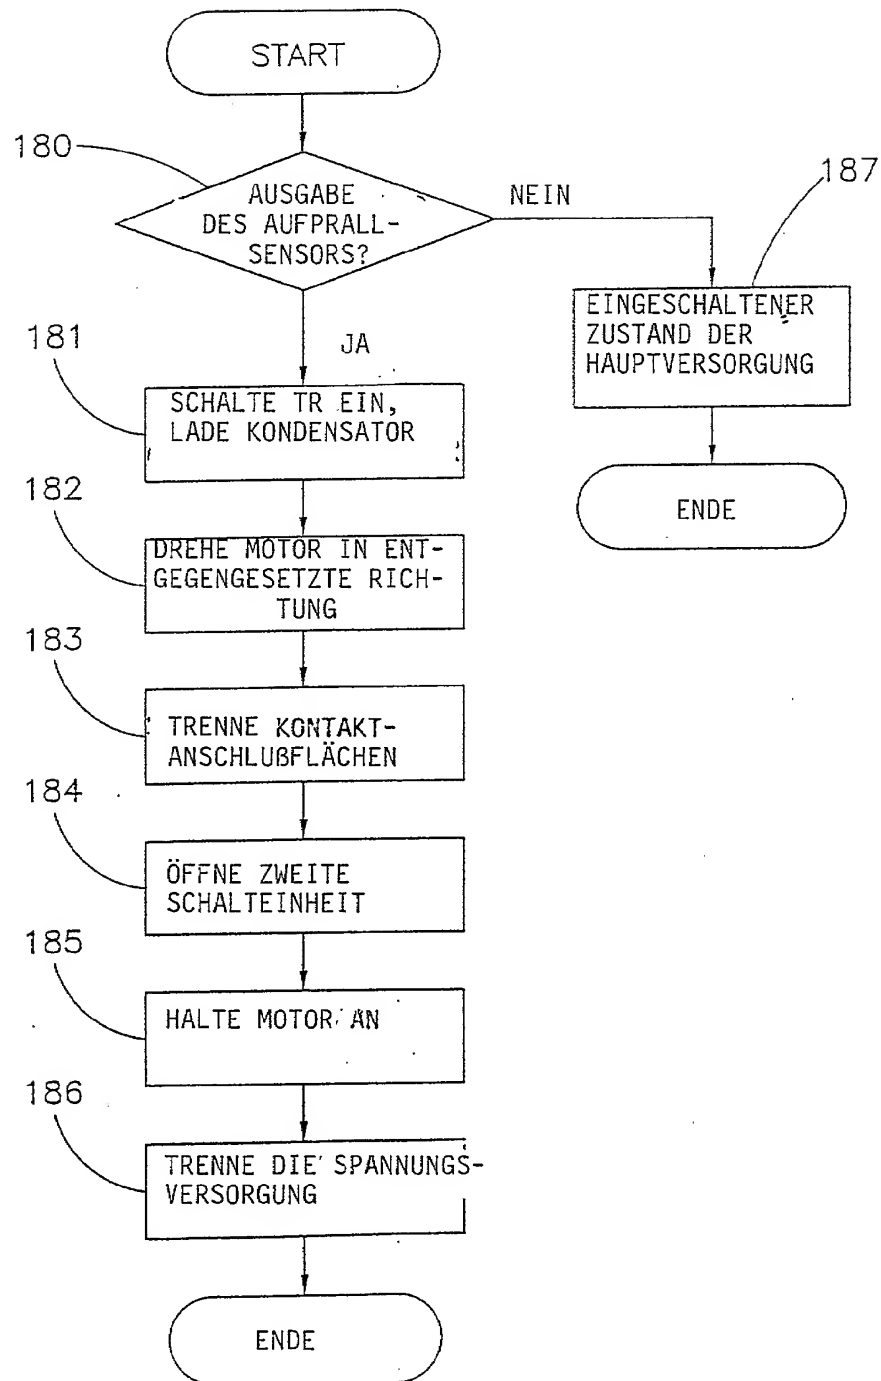 START
180
AUSGABE
DES AUFPRALL-
SENSORS?
NEIN
187
EINGESCHALTENER
ZUSTAND DER
HAUPTVERSORGUNG
ENDE
JA
181
SCHALTE TR EIN,
LADE KONDENSATOR
182
DREHE MOTOR IN ENT-
GEGENGESETZTE RICH-
TUNG
183
TRENNE KONTAKT-
ANSCHLUßFLÄCHEN
184
ÖFFNE ZWEITE
SCHALTEINHEIT
185
HALTE MOTOR AN
186
TRENNE DIE SPANNUNGS-
VERSORGUNG
ENDE